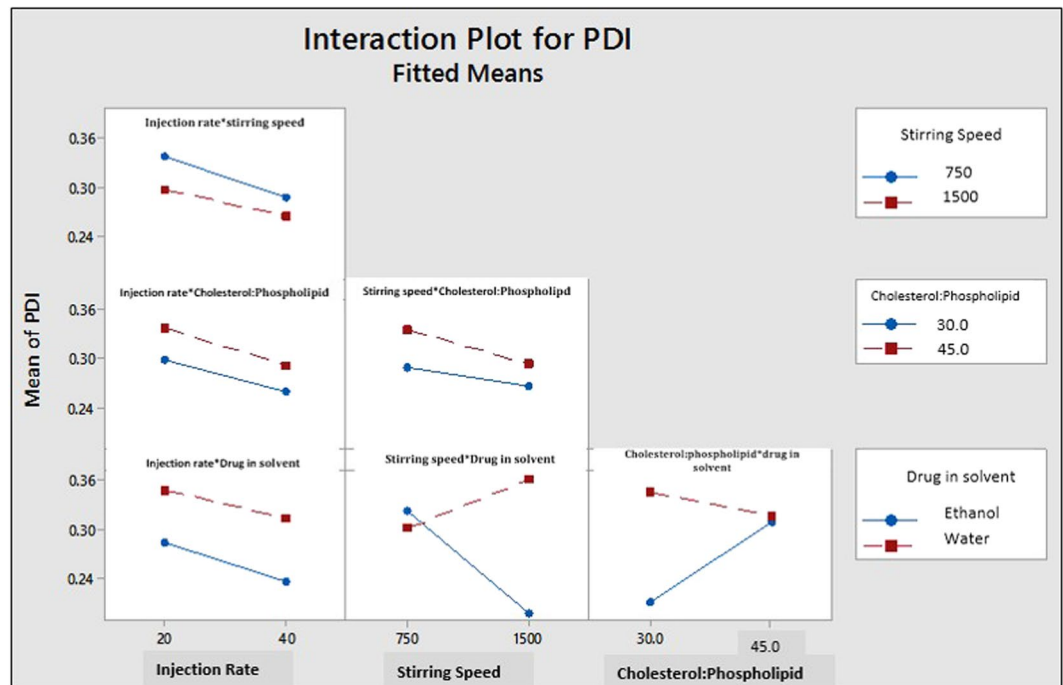 Interaction Plot for PDI
Fitted Means
Mean of PDI
Injection rate*stirring speed
0.36
0.30
0.24
Stirring Speed
750
1500
Injection rate*Cholesterol:Phospholipid
Stirring speed*Cholesterol:Phospholipd
0.36
0.30
0.24
Cholesterol:Phospholipid
30.0
45.0
Injection rate*Drug in solvent
Stirring speed*Drug in solvent
Cholesterol:phospholipid*drug in
solvent
0.36
0.30
0.24
Drug in solvent
Ethanol
Water
20 40 750 1500 30.0 45.0
Injection Rate
Stirring Speed
Cholesterol:Phospholipid